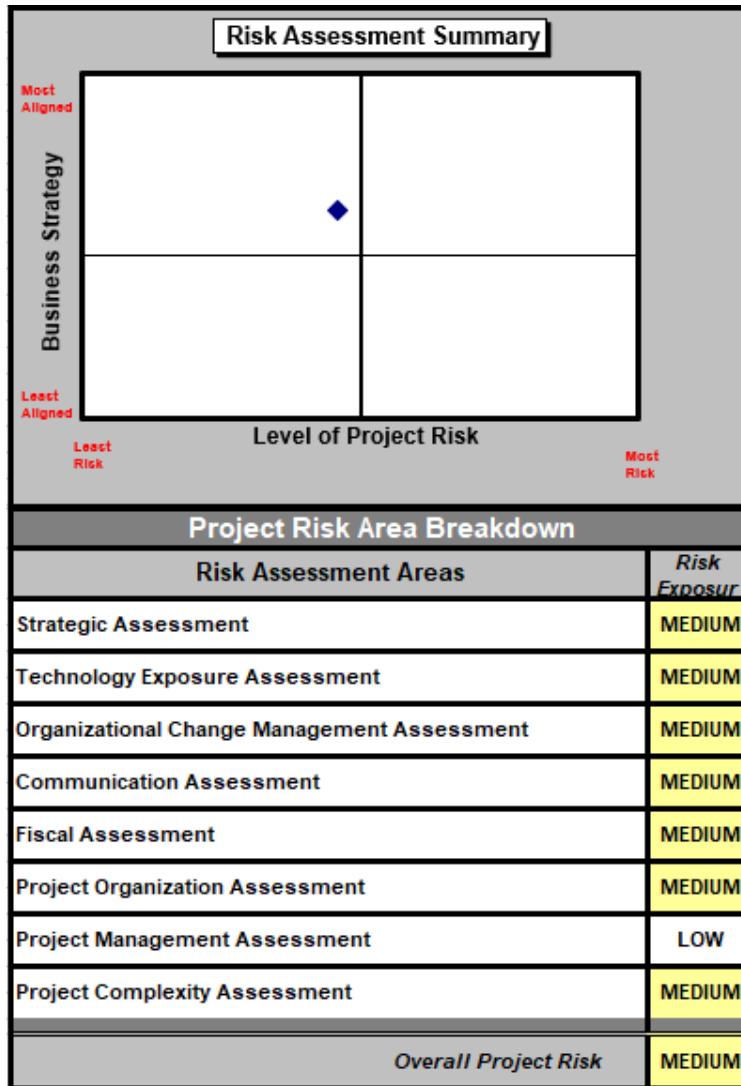 Risk Assessment Summary
Most
Aligned
Business Strategy
Least
Aligned
Level of Project Risk
Least
Risk
Most
Risk
Project Risk Area Breakdown
Risk Assessment Areas
Risk
Exposur
Strategic Assessment MEDIUM
Technology Exposure Assessment MEDIUM
Organizational Change Management Assessment MEDIUM
Communication Assessment MEDIUM
Fiscal Assessment MEDIUM
Project Organization Assessment MEDIUM
Project Management Assessment LOW
Project Complexity Assessment MEDIUM
Overall Project Risk MEDIUM